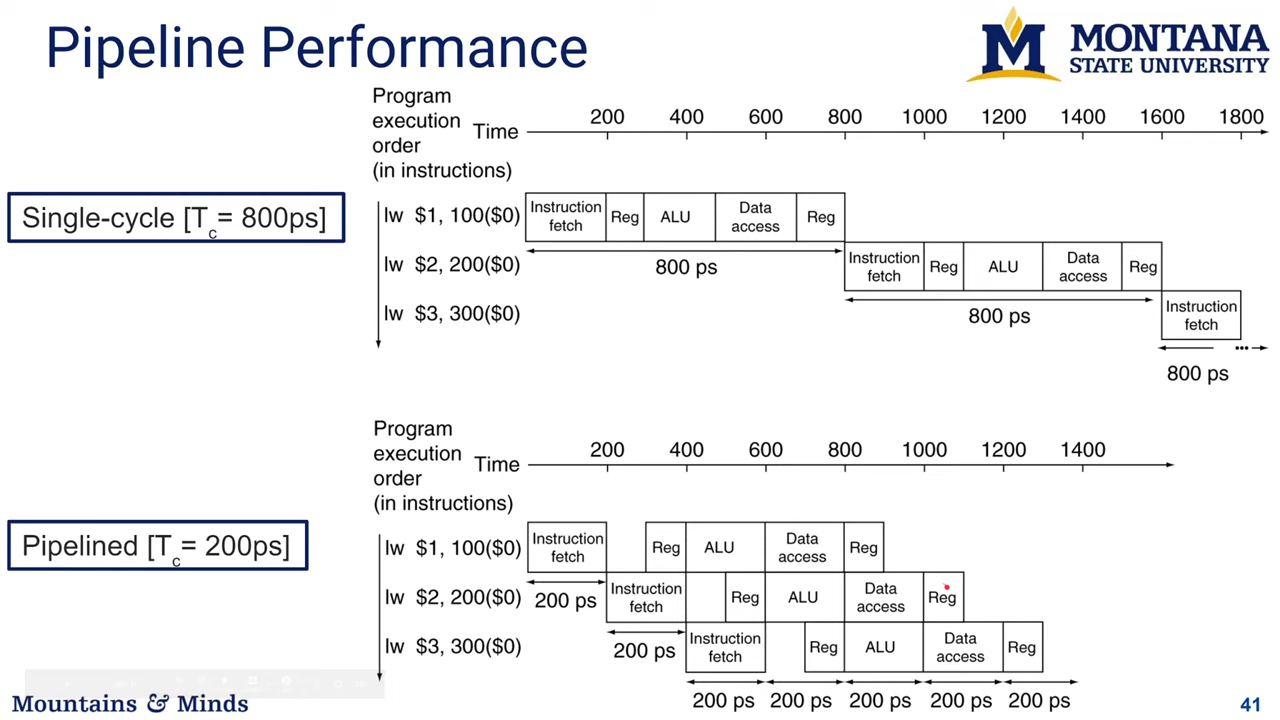 Pipeline Performance
MONTANA
STATE UNIVERSITY
M
Program
execution
order
(in instructions)
Time
200 400 600 800 1000 1200 1400 1600 1800
Single-cycle [Tc= 800ps]
lw $1, 100($0)
Instruction
fetch
Reg
ALU
Data
access
Reg
800 ps
lw $2, 200($0)
Instruction
fetch
Reg
ALU
Data
access
Reg
800 ps
lw $3, 300($0)
Instruction
fetch
•••
800 ps
Program
execution
order
(in instructions)
Time
200 400 600 800 1000 1200 1400
Pipelined [Tc= 200ps]
lw $1, 100($0)
Instruction
fetch
Reg
ALU
Data
access
Reg
200 ps
lw $2, 200($0)
Instruction
fetch
Reg
ALU
Data
access
Reg
200 ps
lw $3, 300($0)
Instruction
fetch
Reg
ALU
Data
access
Reg
200 ps 200 ps 200 ps 200 ps 200 ps
Mountains & Minds
41